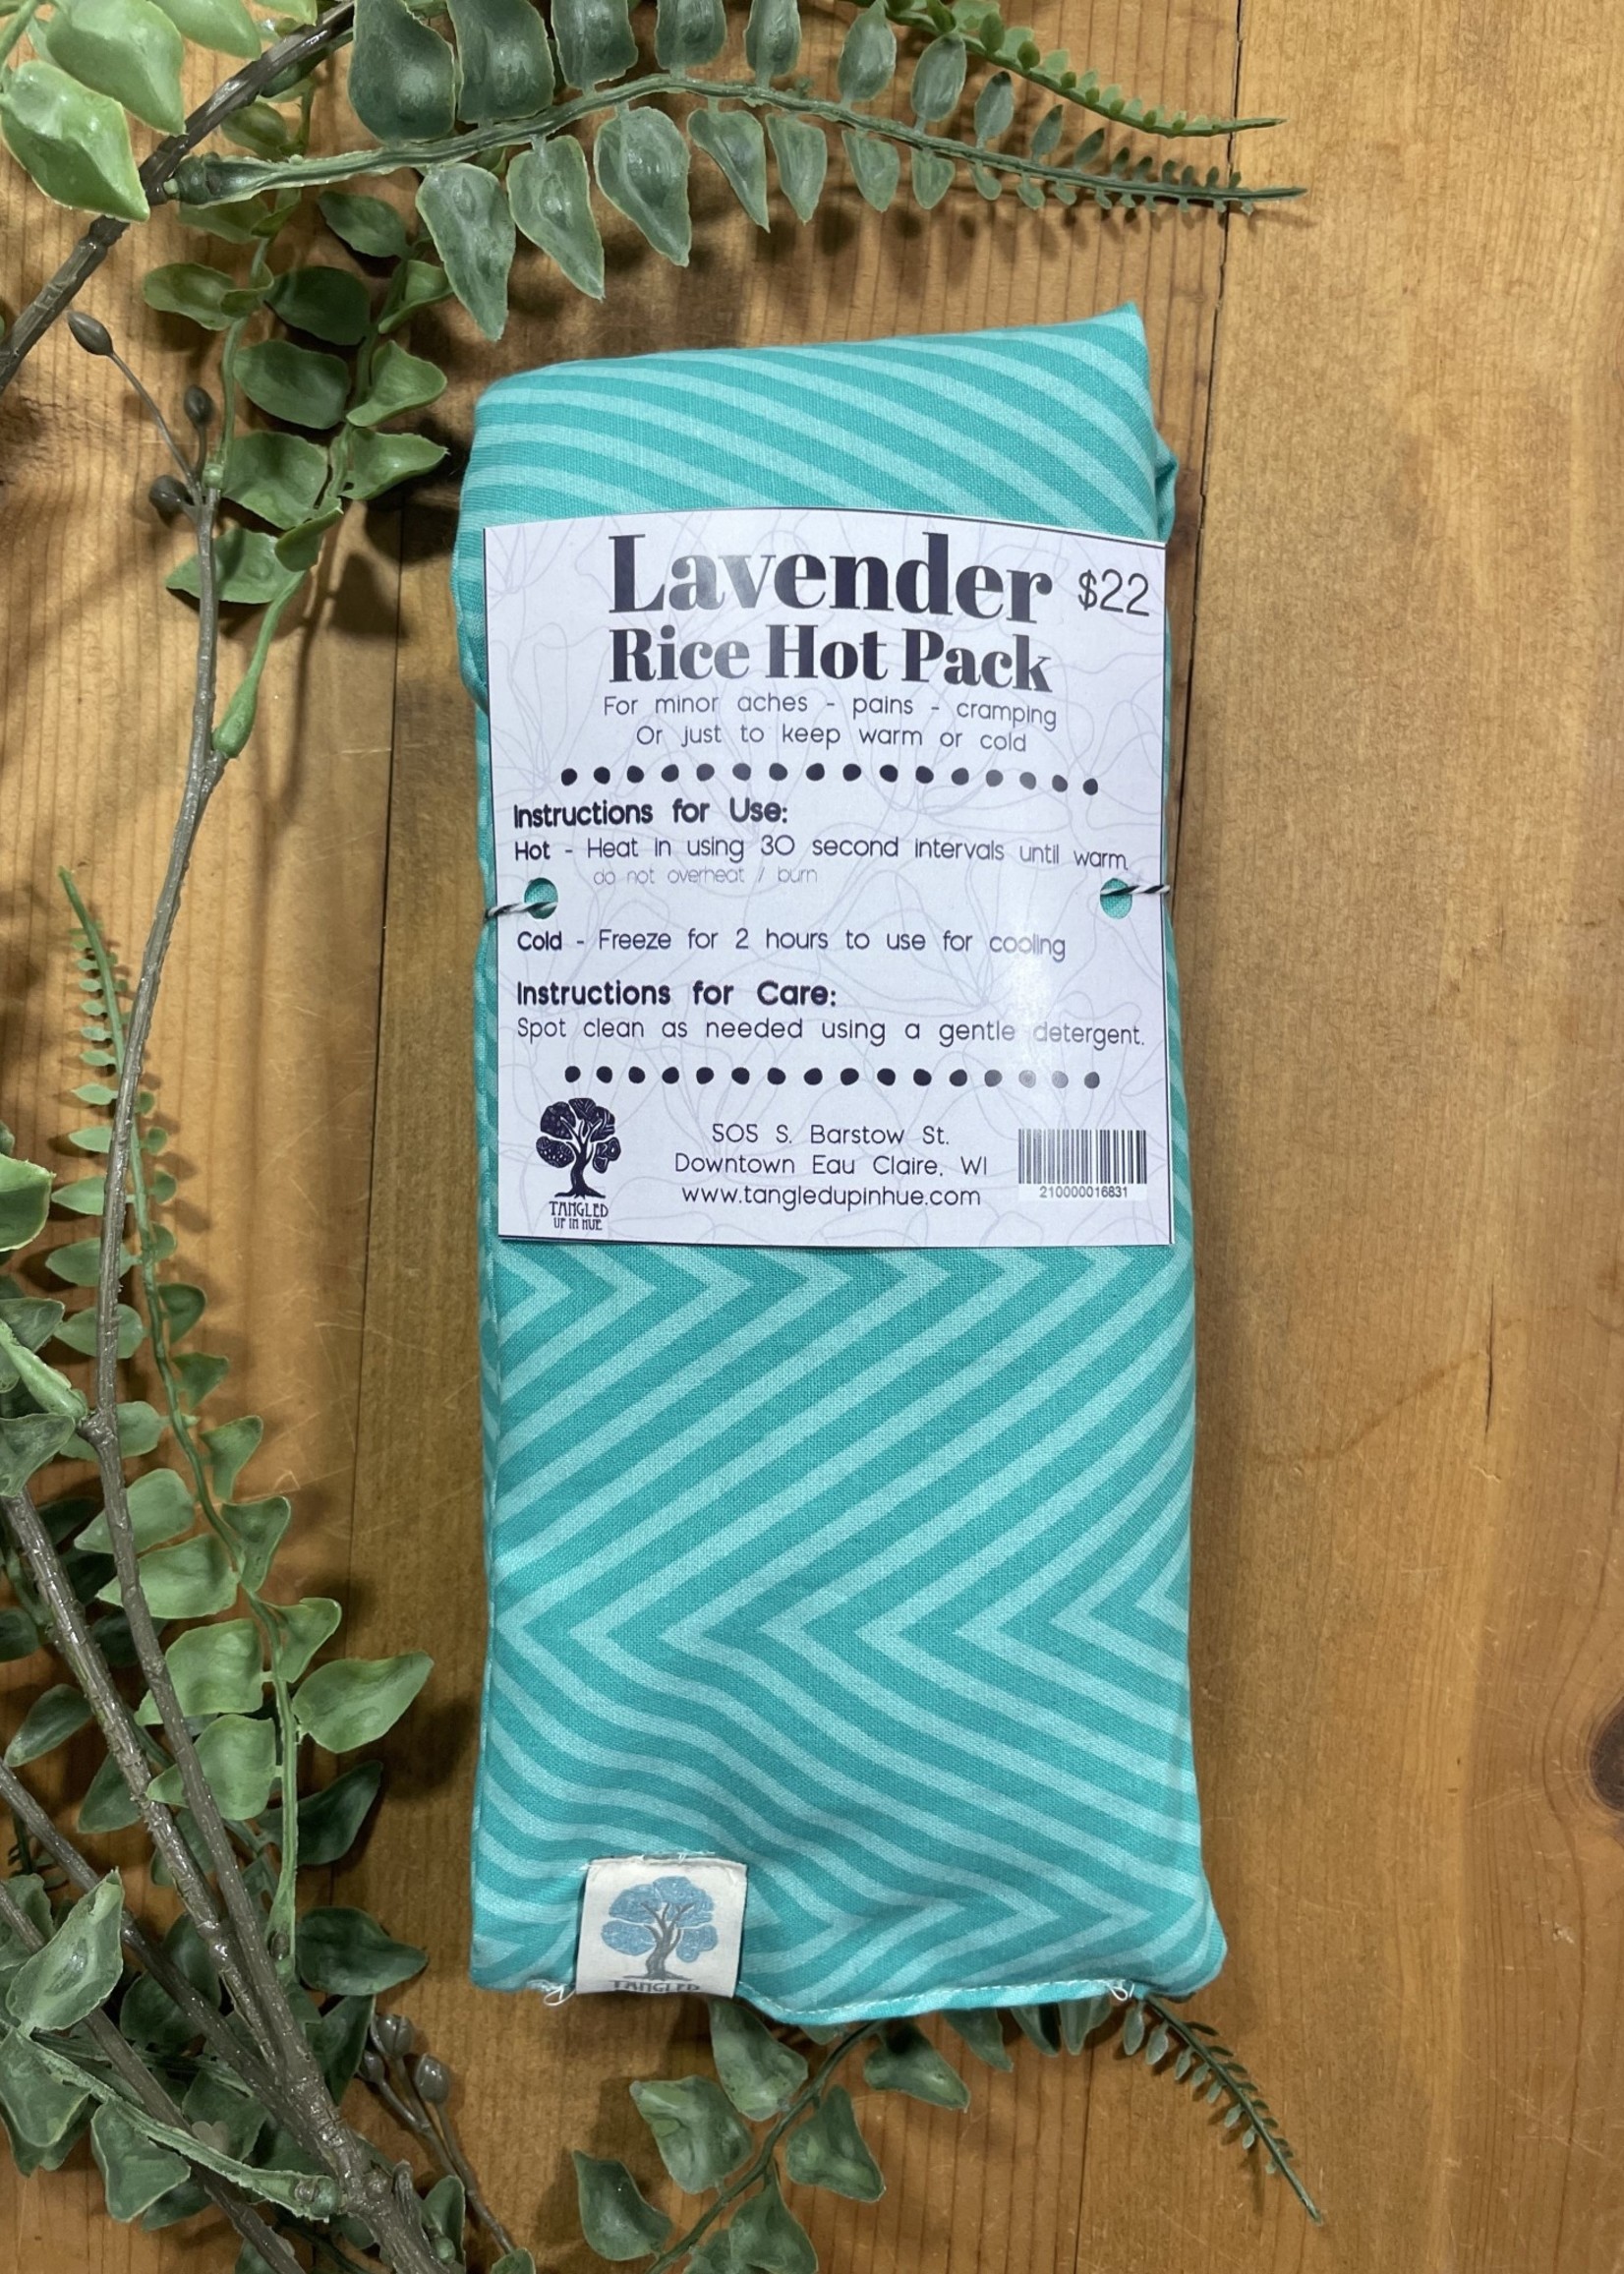 Lavender $22
Rice Hot Pack
For minor aches - pains - cramping
Or just to keep warm or cold
Instructions for Use:
Hot - Heat in using 30 second intervals until warm
do not overheat / burn
Cold - Freeze for 2 hours to use for cooling
Instructions for Care:
Spot clean as needed using a gentle detergent.
TANGLED
UP IN HUE
505 S. Barstow St.
Downtown Eau Claire, WI
www.tangledupinhue.com
210000016831
TANGLED